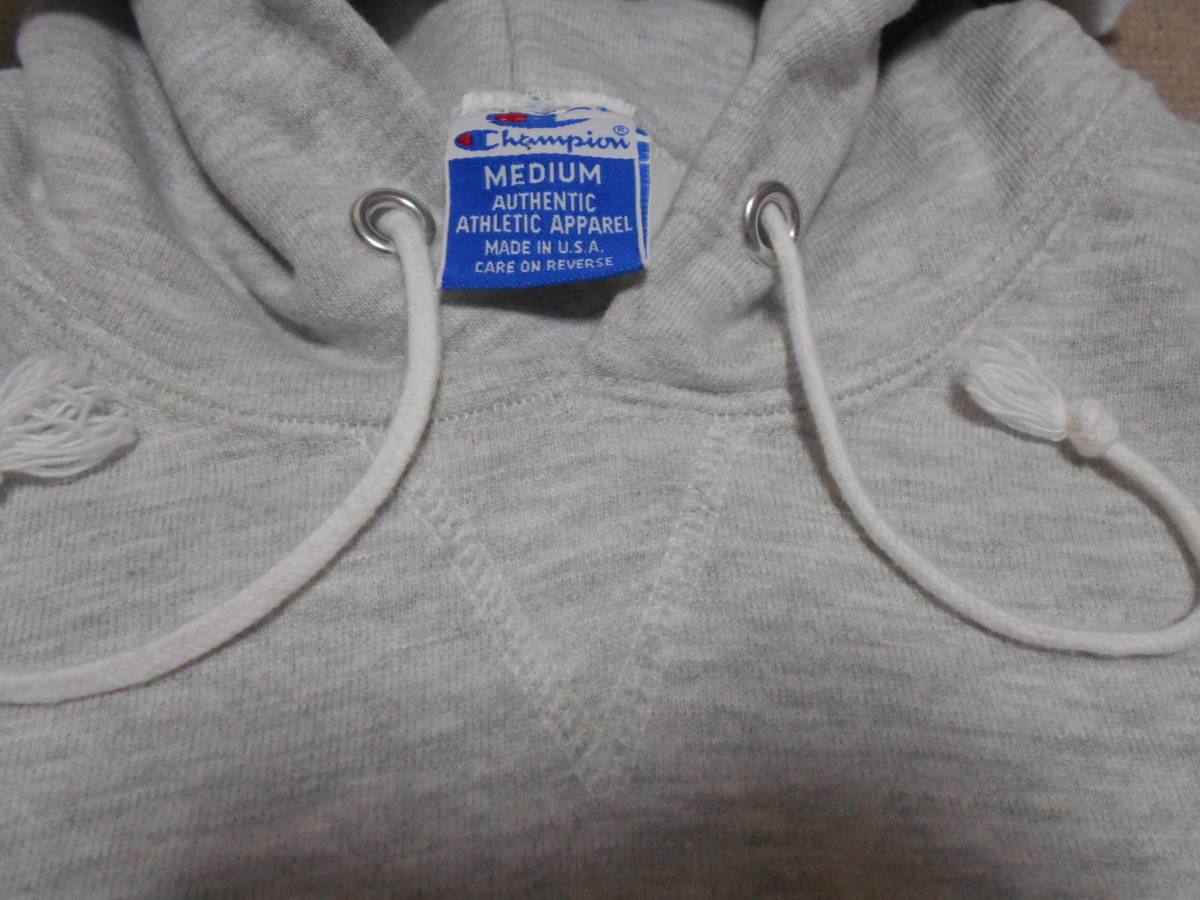 Champion®
MEDIUM
AUTHENTIC
ATHLETIC APPAREL
MADE IN U.S.A.
CARE ON REVERSE